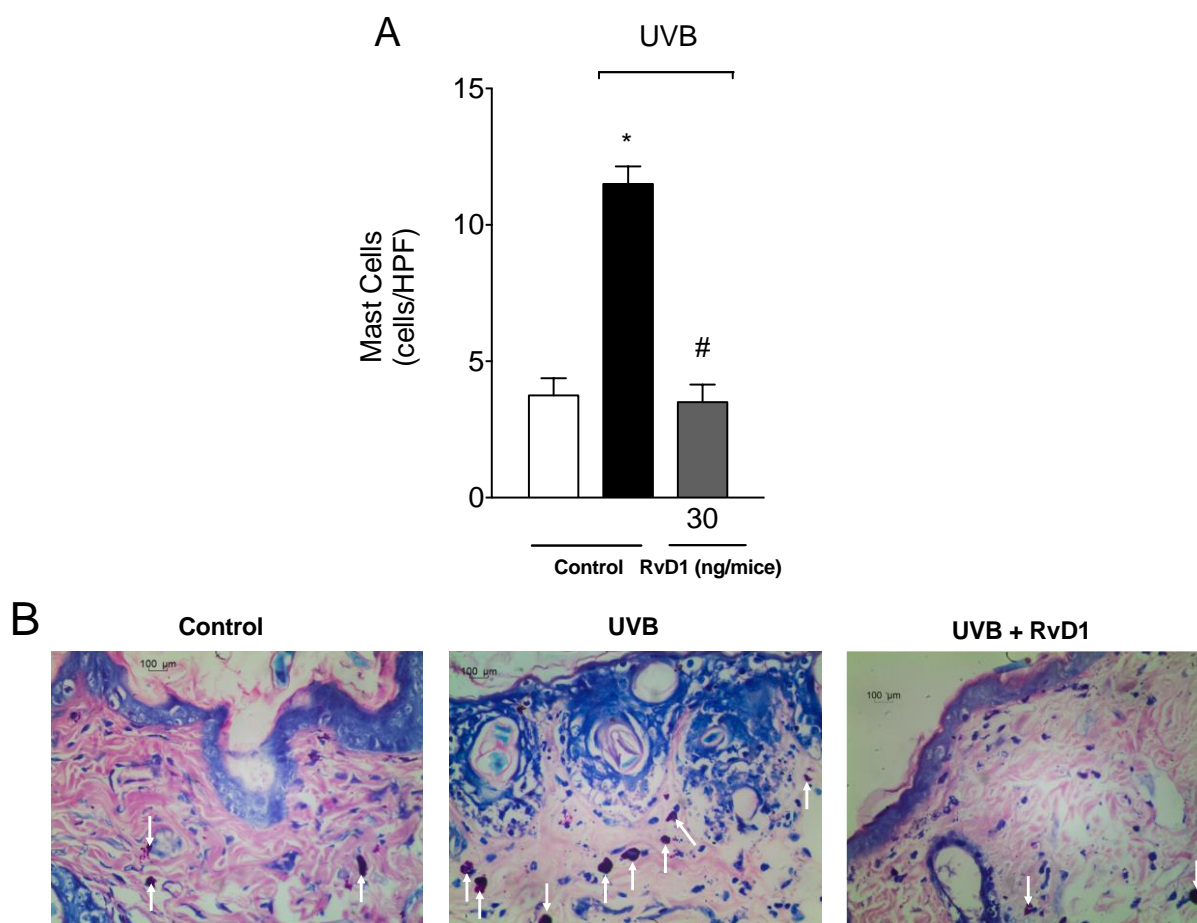 A
UVB
15
*
10
#
5
0
Mast Cells
(cells/HPF)
30
Control RvD1 (ng/mice)
B
Control UVB UVB + RvD1
100 µm 100 µm 100 µm